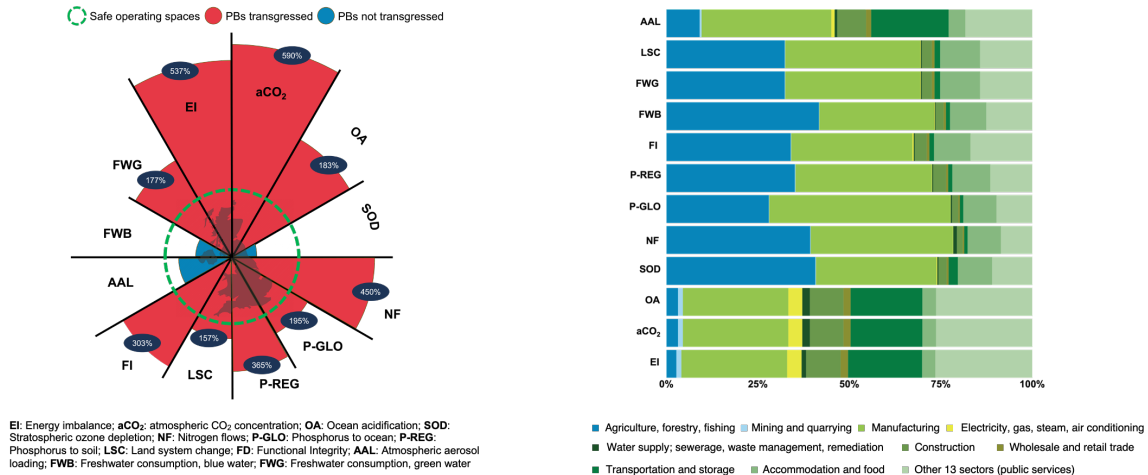 Safe operating spaces PBs transgressed PBs not transgressed
537%
590%
EI
aCO₂
OA
FWG
183%
177%
SOD
FWB
AAL
450%
NF
195%
303%
157%
P-GLO
FI
365%
LSC
P-REG
EI: Energy imbalance; aCO₂: atmospheric CO₂ concentration; OA: Ocean acidification; SOD:
Stratospheric ozone depletion; NF: Nitrogen flows; P-GLO: Phosphorus to ocean; P-REG:
Phosphorus to soil; LSC: Land system change; FD: Functional Integrity; AAL: Atmospheric aerosol
loading; FWB: Freshwater consumption, blue water; FWG: Freshwater consumption, green water
AAL
LSC
FWG
FWB
FI
P-REG
P-GLO
NF
SOD
OA
aCO₂
EI
0% 25% 50% 75% 100%
Agriculture, forestry, fishing Mining and quarrying Manufacturing Electricity, gas, steam, air conditioning
Water supply; sewerage, waste management, remediation Construction Wholesale and retail trade
Transportation and storage Accommodation and food Other 13 sectors (public services)